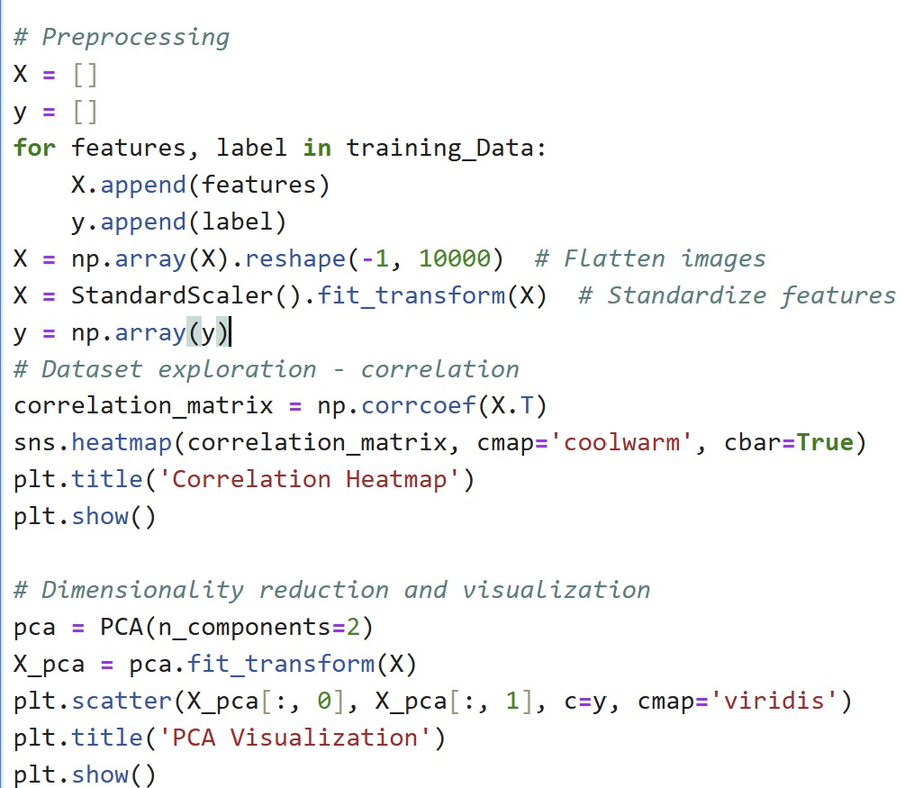 # Preprocessing
X = []
y = []
for features, label in training_Data:
    X.append(features)
    y.append(label)
X = np.array(X).reshape(-1, 10000)  # Flatten images
X = StandardScaler().fit_transform(X)  # Standardize features
y = np.array(y)
# Dataset exploration - correlation
correlation_matrix = np.corrcoef(X.T)
sns.heatmap(correlation_matrix, cmap='coolwarm', cbar=True)
plt.title('Correlation Heatmap')
plt.show()

# Dimensionality reduction and visualization
pca = PCA(n_components=2)
X_pca = pca.fit_transform(X)
plt.scatter(X_pca[:, 0], X_pca[:, 1], c=y, cmap='viridis')
plt.title('PCA Visualization')
plt.show()